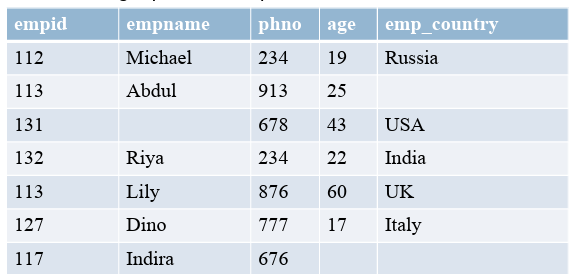 empid empname phno age emp_country
112 Michael 234 19 Russia
113 Abdul 913 25
131 678 43 USA
132 Riya 234 22 India
113 Lily 876 60 UK
127 Dino 777 17 Italy
117 Indira 676